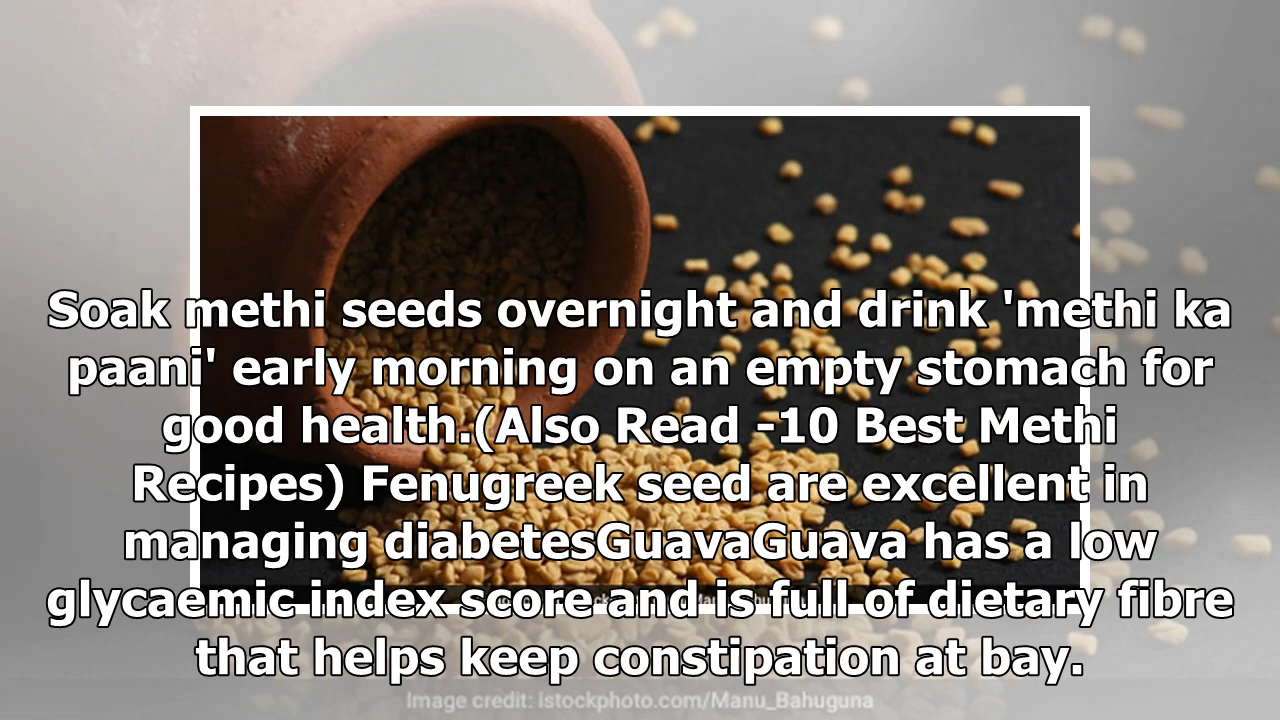 Soak methi seeds overnight and drink 'methi ka
paani' early morning on an empty stomach for
good health.(Also Read -10 Best Methi
Recipes) Fenugreek seed are excellent in
managing diabetesGuavaGuava has a low
glycaemic index score and is full of dietary fibre
that helps keep constipation at bay.
Image credit: istockphoto.com/Manu_Bahuguna